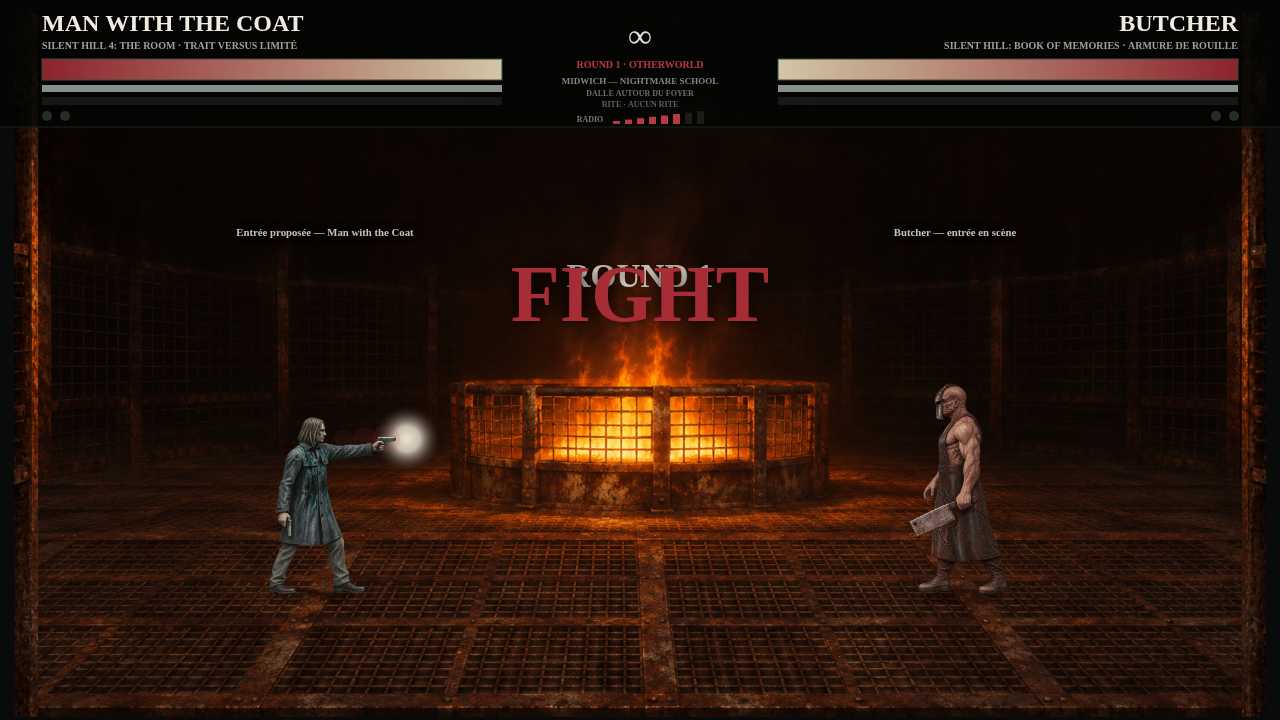 MAN WITH THE COAT
SILENT HILL 4: THE ROOM · TRAIT VERSUS LIMITÉ
∞
ROUND 1 · OTHERWORLD
MIDWICH — NIGHTMARE SCHOOL
DALLE AUTOUR DU FOYER
RITE · AUCUN RITE
RADIO
BUTCHER
SILENT HILL: BOOK OF MEMORIES · ARMURE DE ROUILLE
Entrée proposée — Man with the Coat
Butcher — entrée en scène
ROUND 1
FIGHT